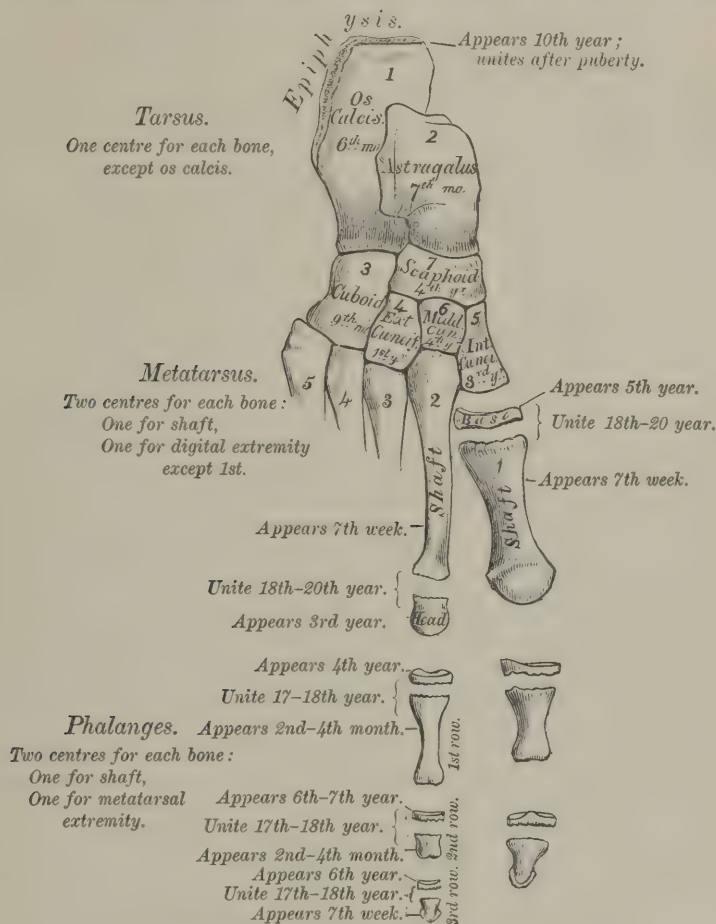 Epiphysis.
Appears 10th year;
unites after puberty.
1
Os
Calcis.
6th mo.
2
Astragalus
7th mo.
Tarsus.
One centre for each bone,
except os calcis.
3
Cuboid
9th mo.
7
Scaphoid
4th yr
4
Ext
Cuneif.
1st yr
6
Midd
Cun.
4th y
5
Int
Cunei
3rd yr
Metatarsus.
Two centres for each bone:
One for shaft,
One for digital extremity
except 1st.
5
4
3
2
Shaft
Appears 5th year.
Base
Unite 18th-20 year.
1
Shaft
Appears 7th week.
Appears 7th week.
Unite 18th-20th year.
Appears 3rd year.
Head
Appears 4th year.
Unite 17-18th year.
Phalanges.
Appears 2nd-4th month.
1st row.
Two centres for each bone:
One for shaft,
One for metatarsal
extremity.
Appears 6th-7th year.
Unite 17th-18th year.
2nd row.
Appears 2nd-4th month.
Appears 6th year.
Unite 17th-18th year.
3rd row.
Appears 7th week.